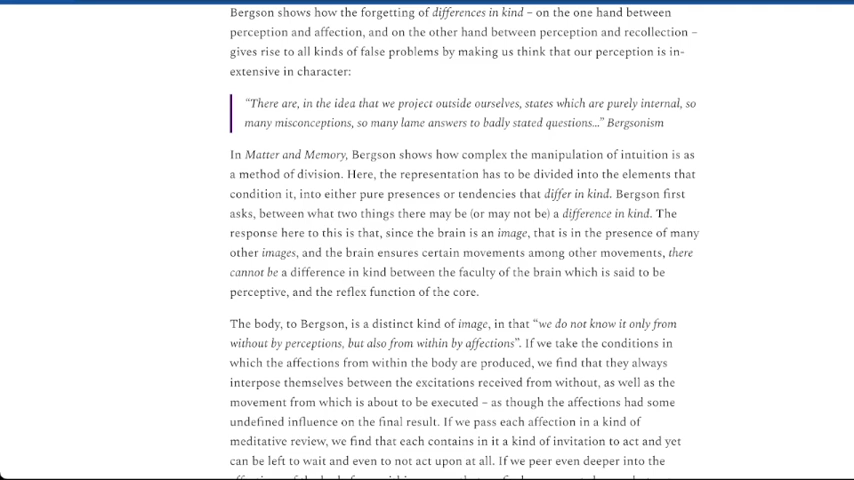 Bergson shows how the forgetting of differences in kind – on the one hand between
perception and affection, and on the other hand between perception and recollection –
gives rise to all kinds of false problems by making us think that our perception is in-
extensive in character:
“There are, in the idea that we project outside ourselves, states which are purely internal, so
many misconceptions, so many lame answers to badly stated questions…” Bergsonism
In Matter and Memory, Bergson shows how complex the manipulation of intuition is as
a method of division. Here, the representation has to be divided into the elements that
condition it, into either pure presences or tendencies that differ in kind. Bergson first
asks, between what two things there may be (or may not be) a difference in kind. The
response here to this is that, since the brain is an image, that is in the presence of many
other images, and the brain ensures certain movements among other movements, there
cannot be a difference in kind between the faculty of the brain which is said to be
perceptive, and the reflex function of the core.
The body, to Bergson, is a distinct kind of image, in that “we do not know it only from
without by perceptions, but also from within by affections”. If we take the conditions in
which the affections from within the body are produced, we find that they always
interpose themselves between the excitations received from without, as well as the
movement from which is about to be executed – as though the affections had some
undefined influence on the final result. If we pass each affection in a kind of
meditative review, we find that each contains in it a kind of invitation to act and yet
can be left to wait and even to not act upon at all. If we peer even deeper into the